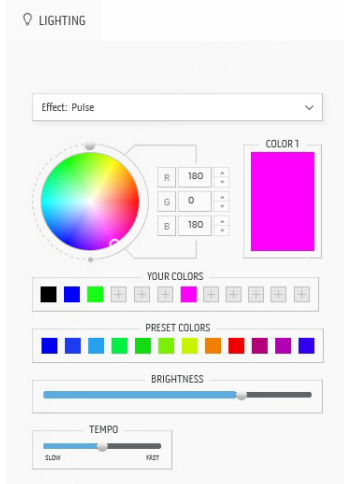 LIGHTING
Effect: Pulse
COLOR 1
R 180
G 0
B 180
YOUR COLORS
PRESET COLORS
BRIGHTNESS
TEMPO
SLOW FAST